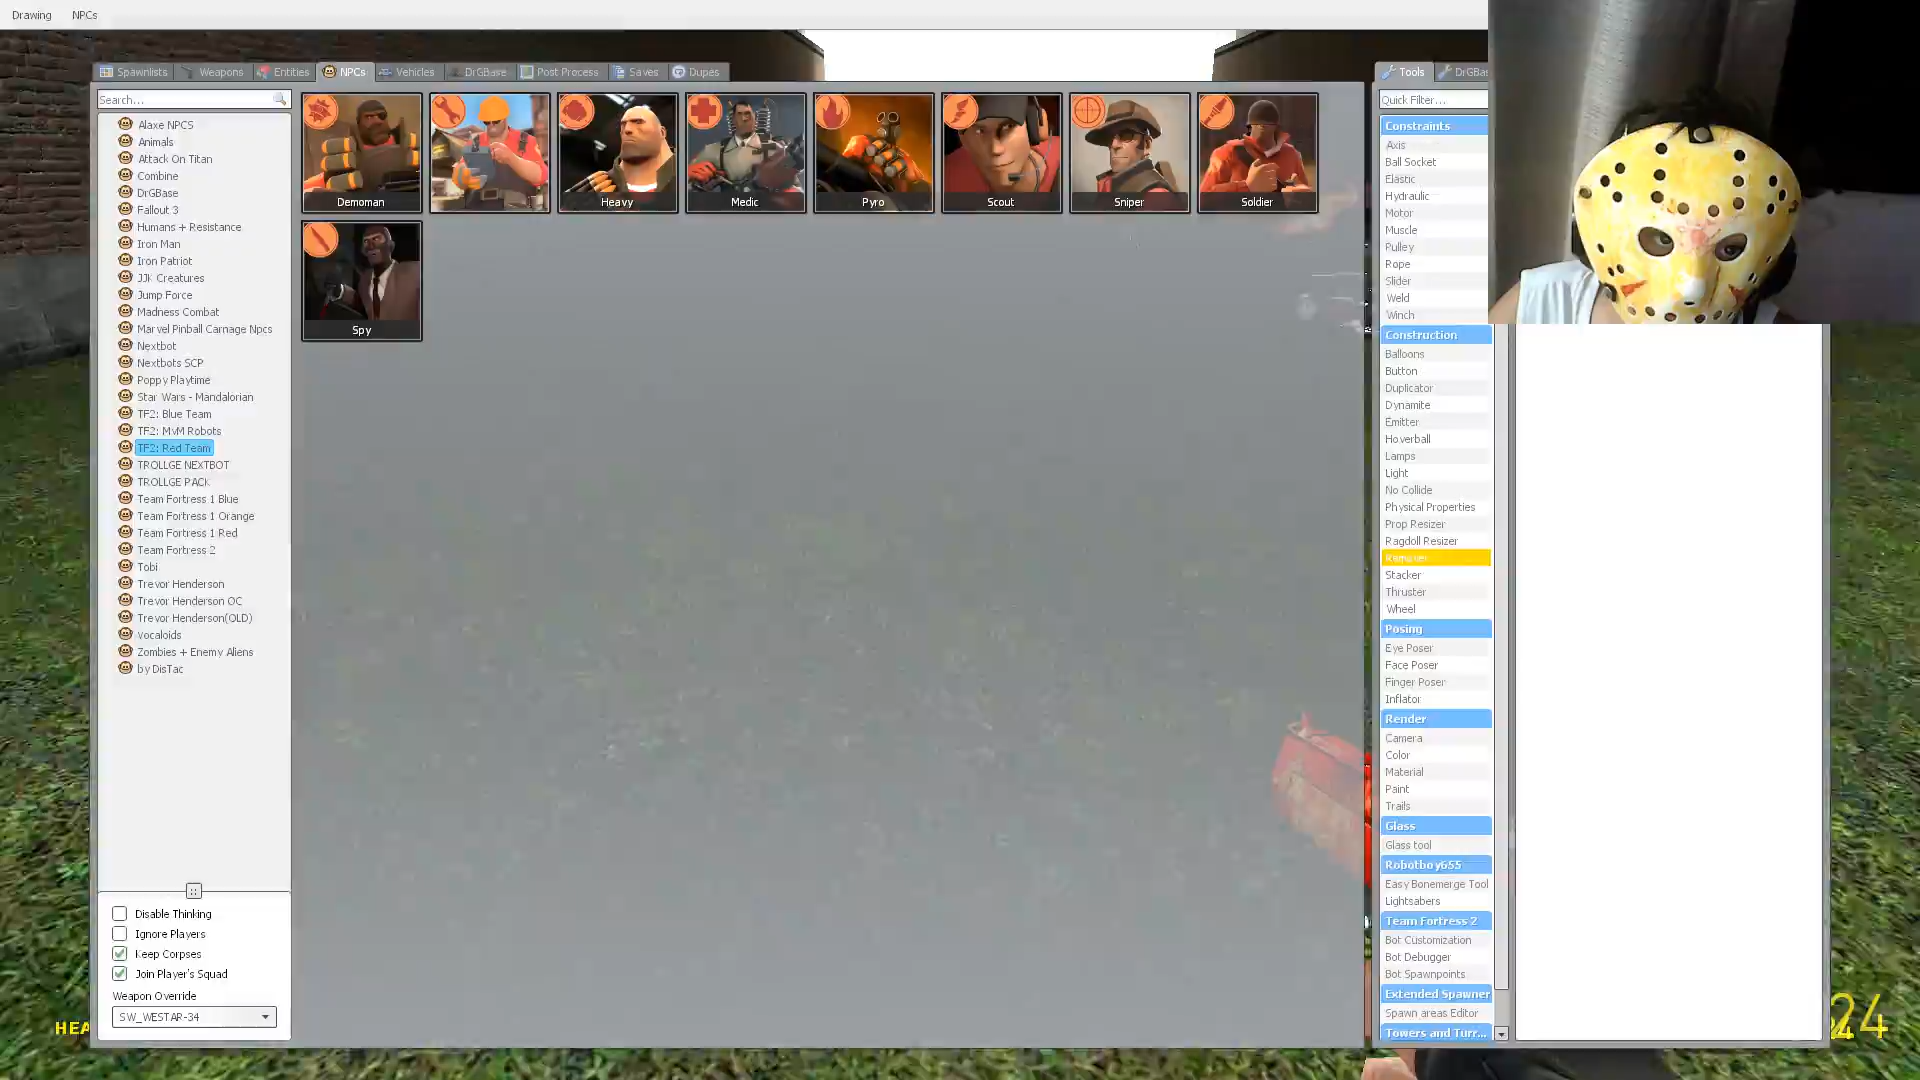 Drawing NPCs
Spawnlists Weapons Entities NPCs Vehicles DrGBase Post Process Saves Dupes
Search...
Alaxe NPCS
Animals
Attack On Titan
Combine
DrGBase
Fallout 3
Humans + Resistance
Iron Man
Iron Patriot
JJK Creatures
Jump Force
Madness Combat
Marvel Pinball Carnage Npcs
Nextbot
Nextbots SCP
Poppy Playtime
Star Wars - Mandalorian
TF2: Blue Team
TF2: MvM Robots
TF2: Red Team
TROLLGE NEXTBOT
TROLLGE PACK
Team Fortress 1 Blue
Team Fortress 1 Orange
Team Fortress 1 Red
Team Fortress 2
Tobi
Trevor Henderson
Trevor Henderson OC
Trevor Henderson(OLD)
Vocaloids
Zombies + Enemy Aliens
by DisTac
Disable Thinking
Ignore Players
Keep Corpses
Join Player's Squad
Weapon Override
SW_WESTAR-34
Demoman
Heavy
Medic
Pyro
Scout
Sniper
Soldier
Spy
Tools DrGBas
Quick Filter...
Constraints
Axis
Ball Socket
Elastic
Hydraulic
Motor
Muscle
Pulley
Rope
Slider
Weld
Winch
Construction
Balloons
Button
Duplicator
Dynamite
Emitter
Hoverball
Lamps
Light
No Collide
Physical Properties
Prop Resizer
Ragdoll Resizer
Remover
Stacker
Thruster
Wheel
Posing
Eye Poser
Face Poser
Finger Poser
Inflator
Render
Camera
Color
Material
Paint
Trails
Glass
Glass tool
Robotboy655
Easy Bonemerge Tool
Lightsabers
Team Fortress 2
Bot Customization
Bot Debugger
Bot Spawnpoints
Extended Spawner
Spawn areas Editor
Towers and Turr...
HEA
24